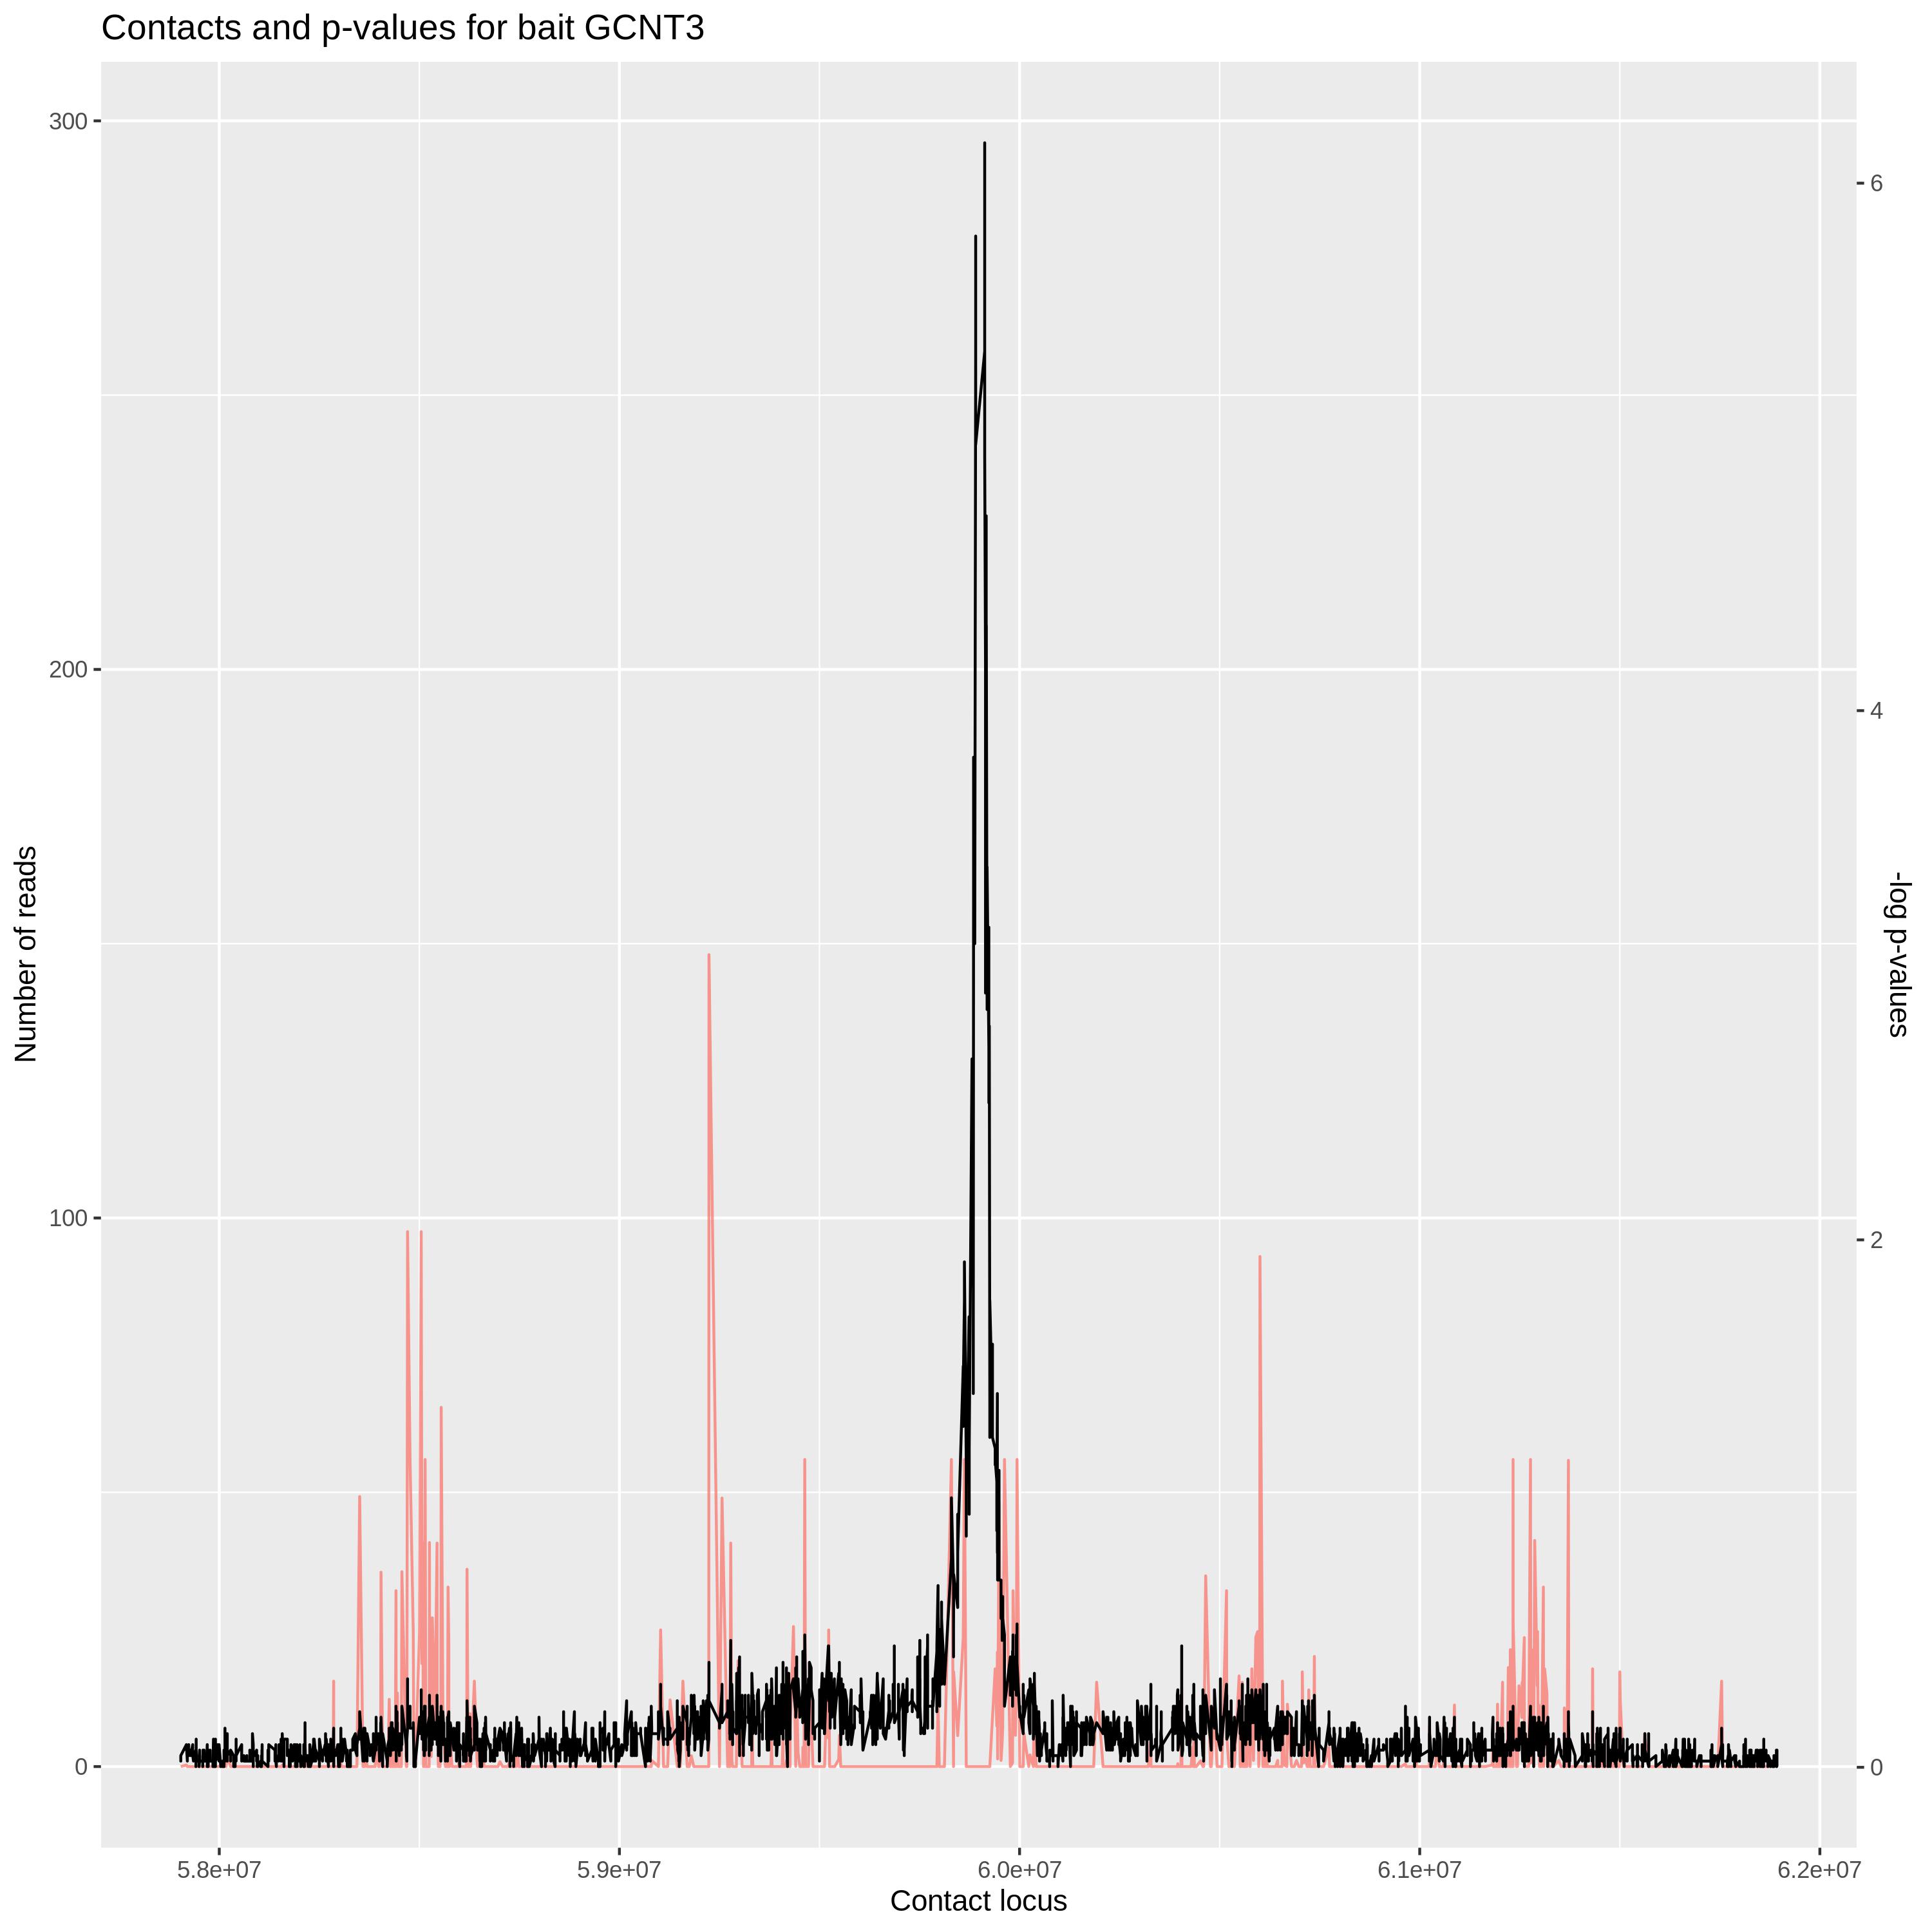 Contacts and p-values for bait GCNT3
300
200
100
0
Number of reads
6
4
2
0
-log p-values
5.8e+07
5.9e+07
6.0e+07
6.1e+07
6.2e+07
Contact locus